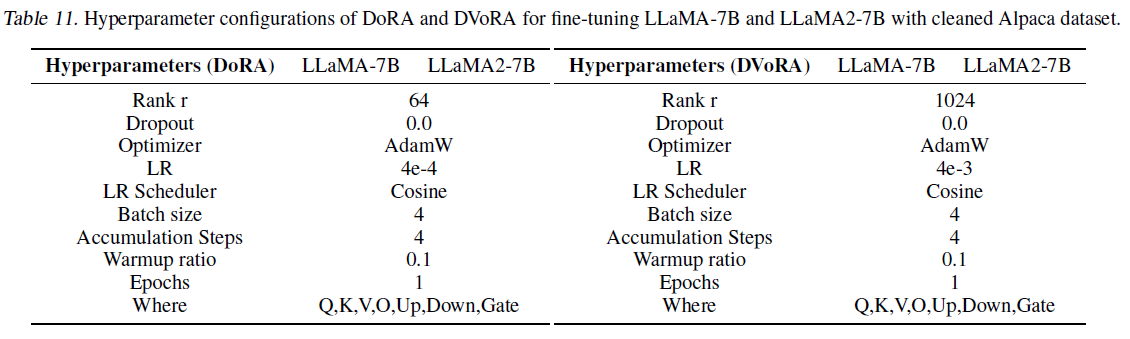 Table 11. Hyperparameter configurations of DoRA and DVoRA for fine-tuning LLaMA-7B and LLaMA2-7B with cleaned Alpaca dataset.
Hyperparameters (DoRA) LLaMA-7B LLaMA2-7B Hyperparameters (DVoRA) LLaMA-7B LLaMA2-7B
Rank r 64 Rank r 1024
Dropout 0.0 Dropout 0.0
Optimizer AdamW Optimizer AdamW
LR 4e-4 LR 4e-3
LR Scheduler Cosine LR Scheduler Cosine
Batch size 4 Batch size 4
Accumulation Steps 4 Accumulation Steps 4
Warmup ratio 0.1 Warmup ratio 0.1
Epochs 1 Epochs 1
Where Q,K,V,O,Up,Down,Gate Where Q,K,V,O,Up,Down,Gate